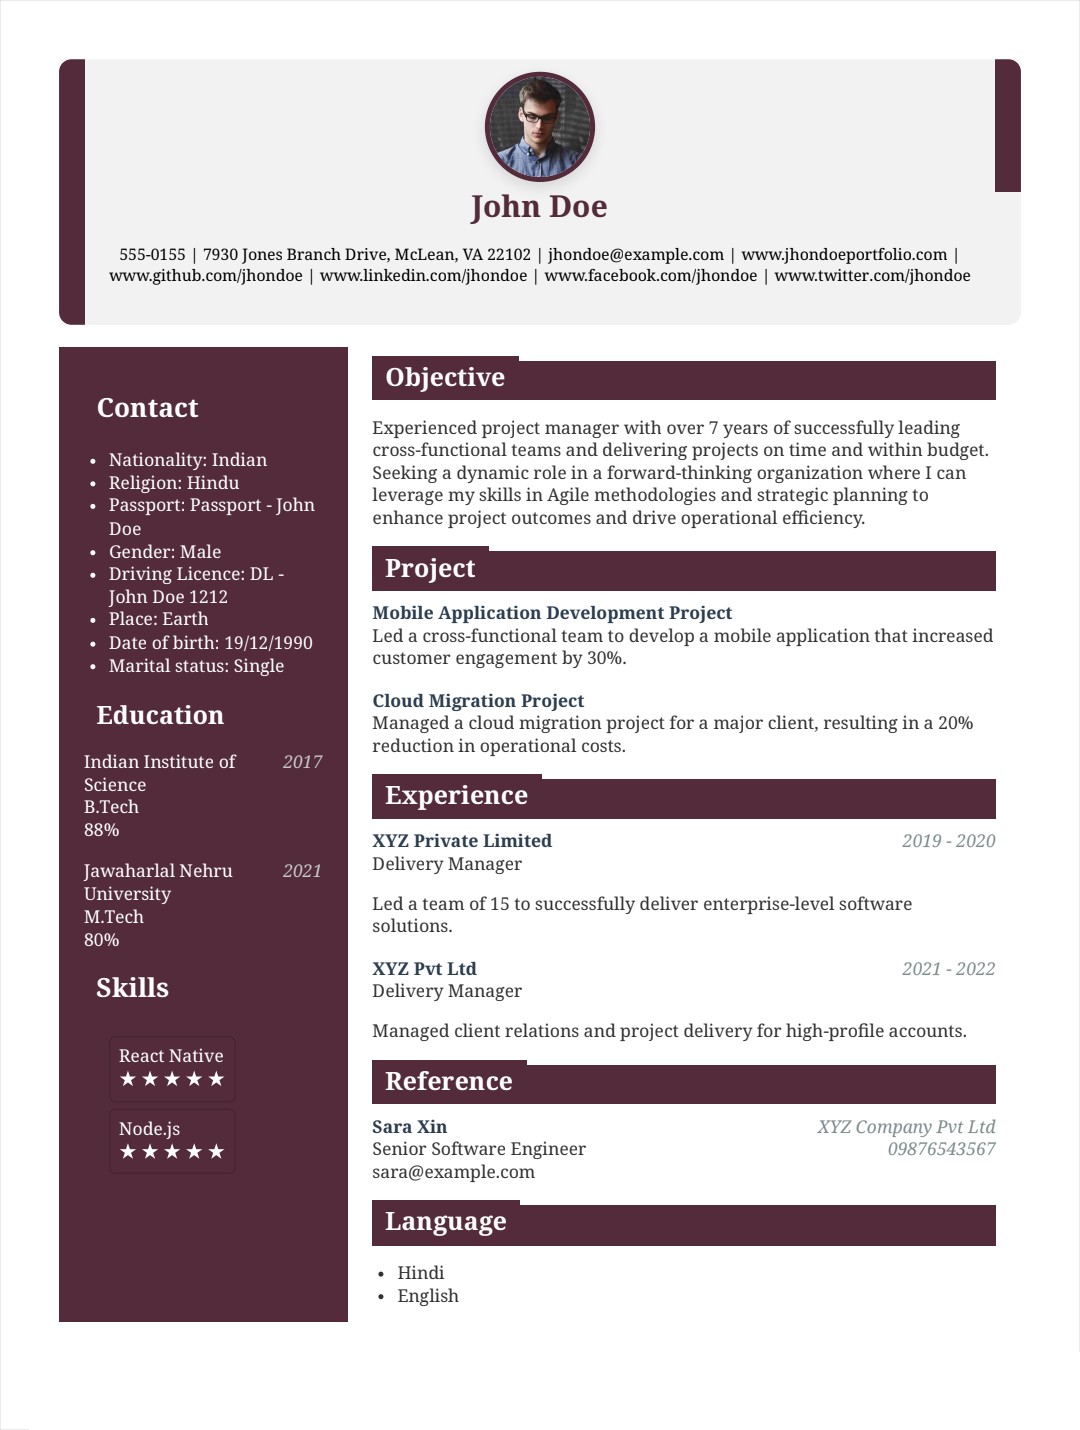 John Doe
555-0155 | 7930 Jones Branch Drive, McLean, VA 22102 | jhondoe@example.com | www.jhondoeportfolio.com |
www.github.com/jhondoe | www.linkedin.com/jhondoe | www.facebook.com/jhondoe | www.twitter.com/jhondoe
Contact
• Nationality: Indian
• Religion: Hindu
• Passport: Passport - John
Doe
• Gender: Male
• Driving Licence: DL -
John Doe 1212
• Place: Earth
• Date of birth: 19/12/1990
• Marital status: Single
Education
Indian Institute of 2017
Science
B.Tech
88%
Jawaharlal Nehru 2021
University
M.Tech
80%
Skills
React Native
★★★★★
Node.js
★★★★★
Objective
Experienced project manager with over 7 years of successfully leading
cross-functional teams and delivering projects on time and within budget.
Seeking a dynamic role in a forward-thinking organization where I can
leverage my skills in Agile methodologies and strategic planning to
enhance project outcomes and drive operational efficiency.
Project
Mobile Application Development Project
Led a cross-functional team to develop a mobile application that increased
customer engagement by 30%.
Cloud Migration Project
Managed a cloud migration project for a major client, resulting in a 20%
reduction in operational costs.
Experience
XYZ Private Limited 2019 - 2020
Delivery Manager
Led a team of 15 to successfully deliver enterprise-level software
solutions.
XYZ Pvt Ltd 2021 - 2022
Delivery Manager
Managed client relations and project delivery for high-profile accounts.
Reference
Sara Xin XYZ Company Pvt Ltd
Senior Software Engineer 09876543567
sara@example.com
Language
• Hindi
• English